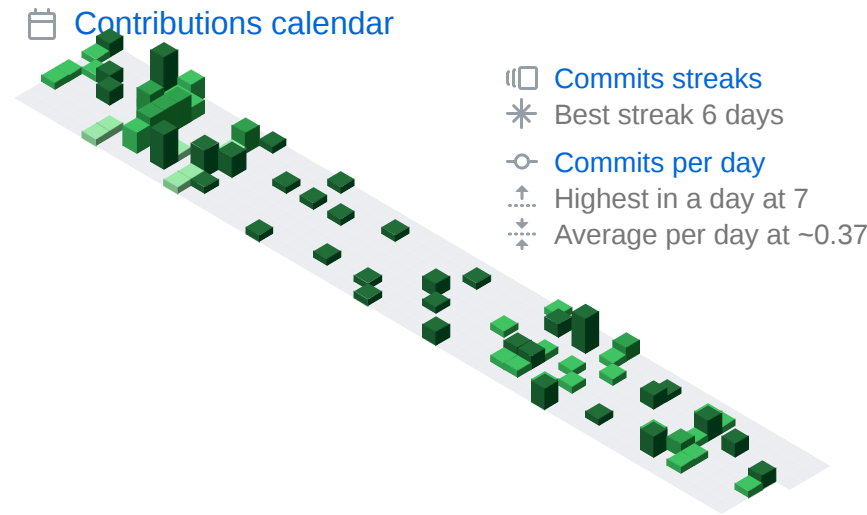 Contributions calendar
Commits streaks
Best streak 6 days
Commits per day
Highest in a day at 7
Average per day at ~0.37